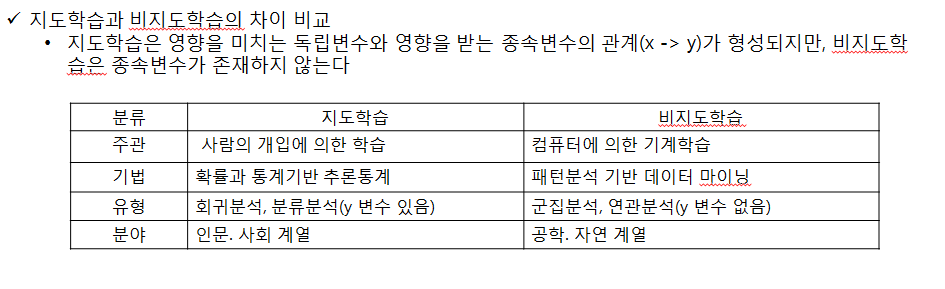 ✓ 지도학습과 비지도학습의 차이 비교
• 지도학습은 영향을 미치는 독립변수와 영향을 받는 종속변수의 관계(x -> y)가 형성되지만, 비지도학
습은 종속변수가 존재하지 않는다
분류 지도학습 비지도학습
주관 사람의 개입에 의한 학습 컴퓨터에 의한 기계학습
기법 확률과 통계기반 추론통계 패턴분석 기반 데이터 마이닝
유형 회귀분석, 분류분석(y 변수 있음) 군집분석, 연관분석(y 변수 없음)
분야 인문. 사회 계열 공학. 자연 계열